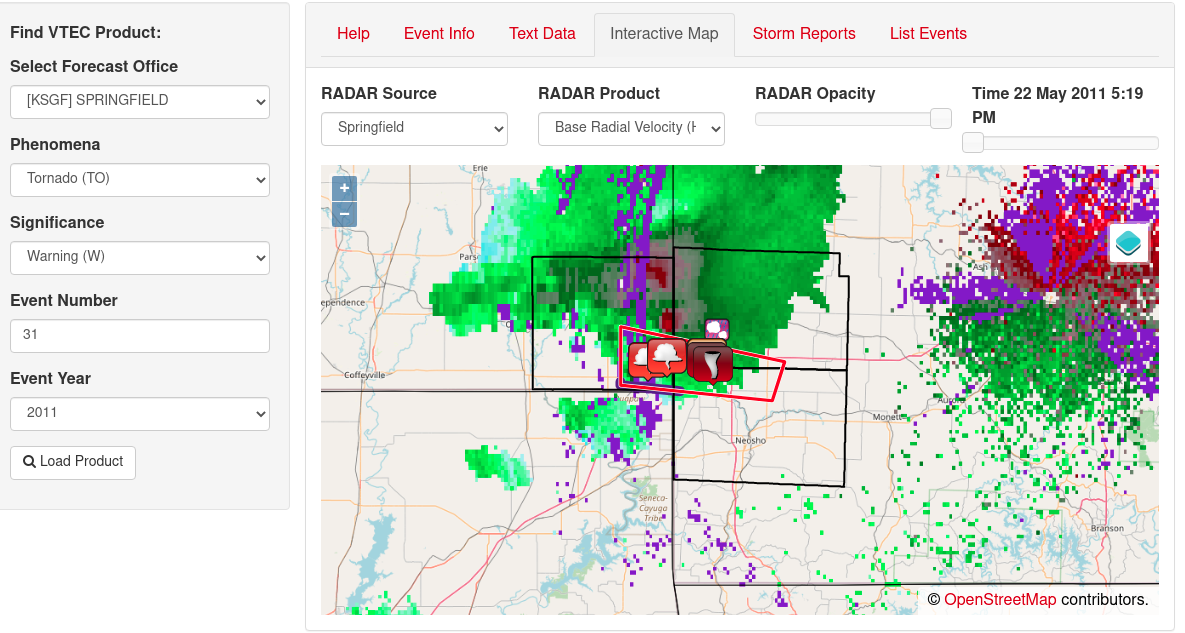 Find VTEC Product:
Select Forecast Office
[KSGF] SPRINGFIELD
Phenomena
Tornado (TO)
Significance
Warning (W)
Event Number
31
Event Year
2011
Load Product
Help Event Info Text Data Interactive Map Storm Reports List Events
RADAR Source RADAR Product RADAR Opacity Time 22 May 2011 5:19
PM
Springfield Base Radial Velocity (H
Erie
+
−
Pars
Ash
ependence
Coffeyville
Auro
Monett
Neosho
Seneca-
Cayuga
Tribe
Branson
© OpenStreetMap contributors.